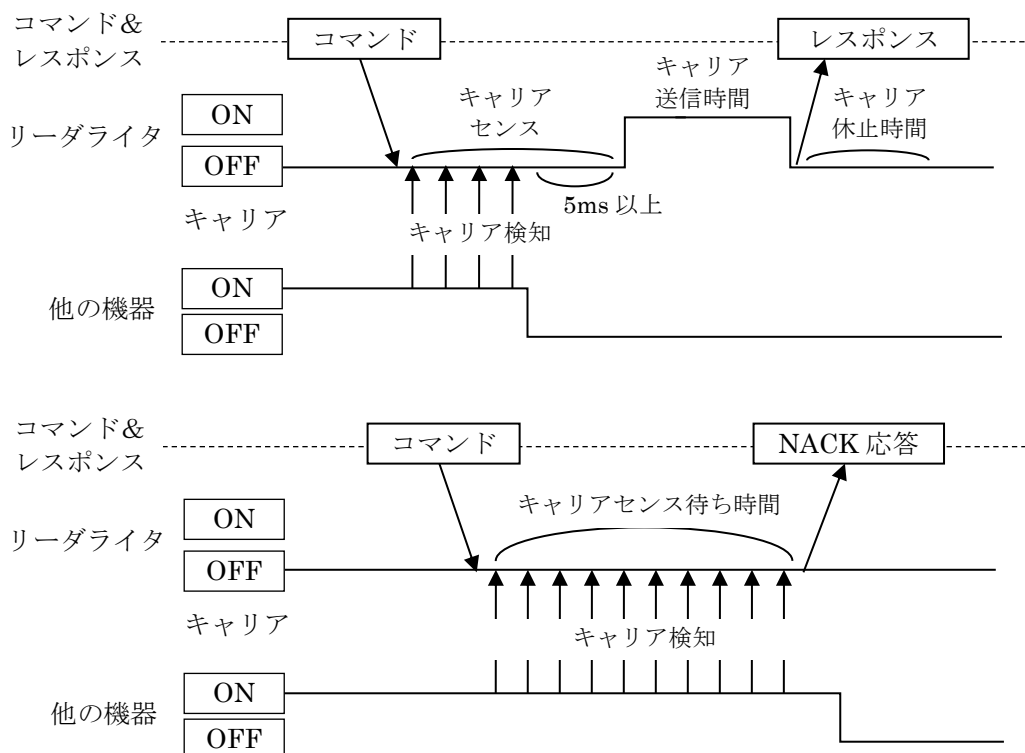 コマンド&
レスポンス
コマンド
レスポンス
リーダライタ
ON
OFF
キャリア
センス
キャリア
送信時間
キャリア
休止時間
5ms 以上
キャリア
キャリア検知
他の機器
ON
OFF
コマンド&
レスポンス
コマンド
NACK 応答
リーダライタ
ON
OFF
キャリアセンス待ち時間
キャリア
キャリア検知
他の機器
ON
OFF